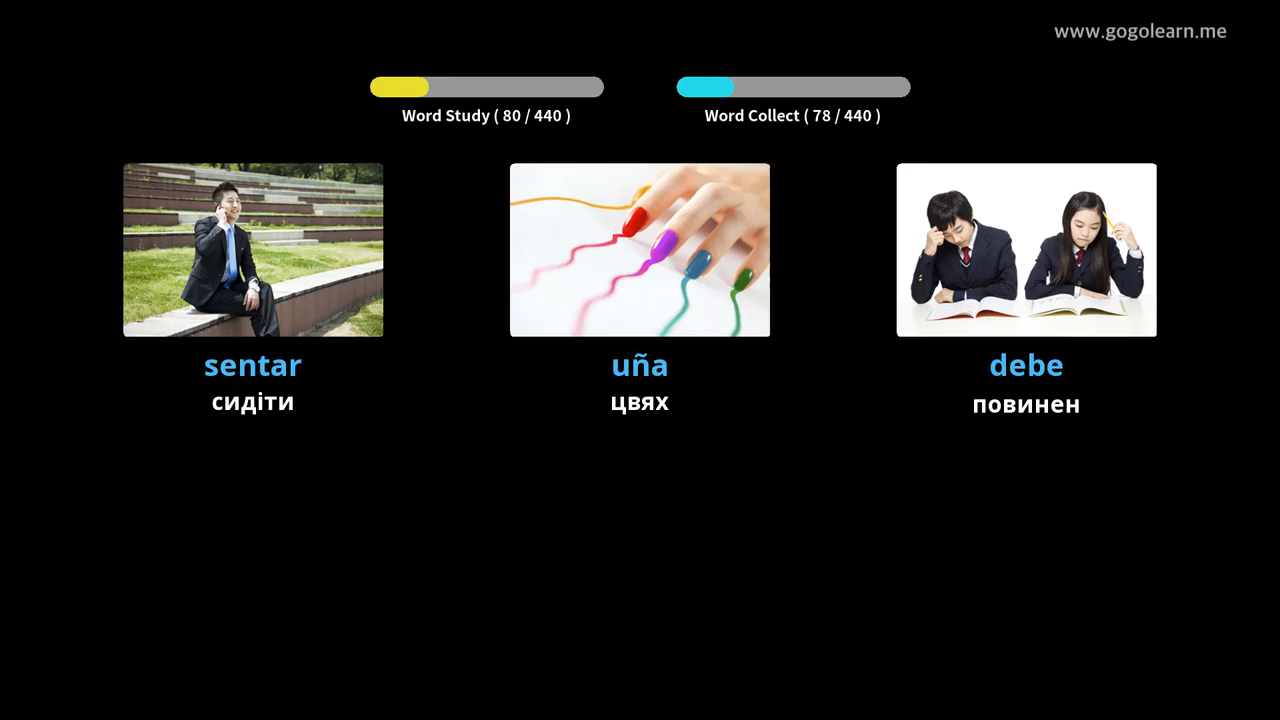 www.gogolearn.me
Word Study ( 80 / 440 )
Word Collect ( 78 / 440 )
sentar
сидіти
uña
цвях
debe
повинен